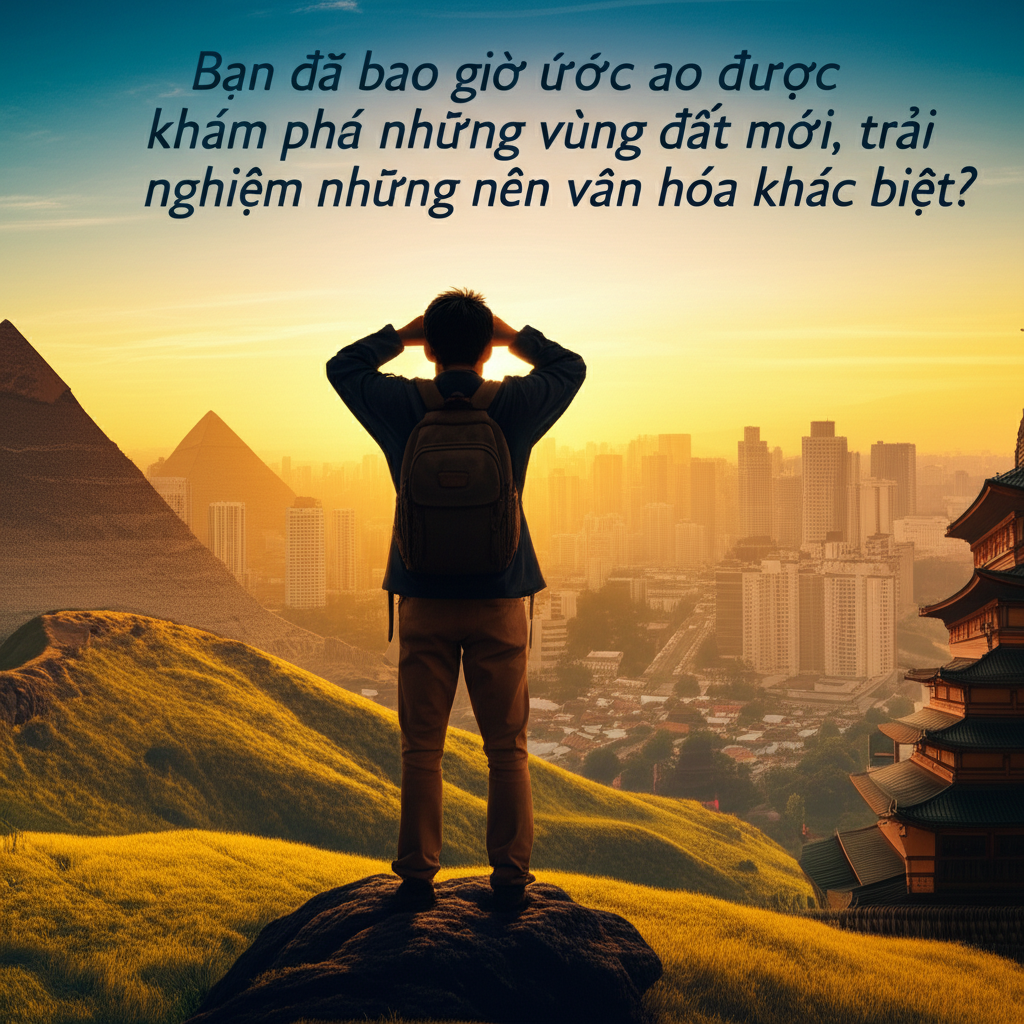 Bạn đã bao giờ ước ao được
khám phá những vùng đất mới, trải
nghiệm những nên vân hóa khác biệt?